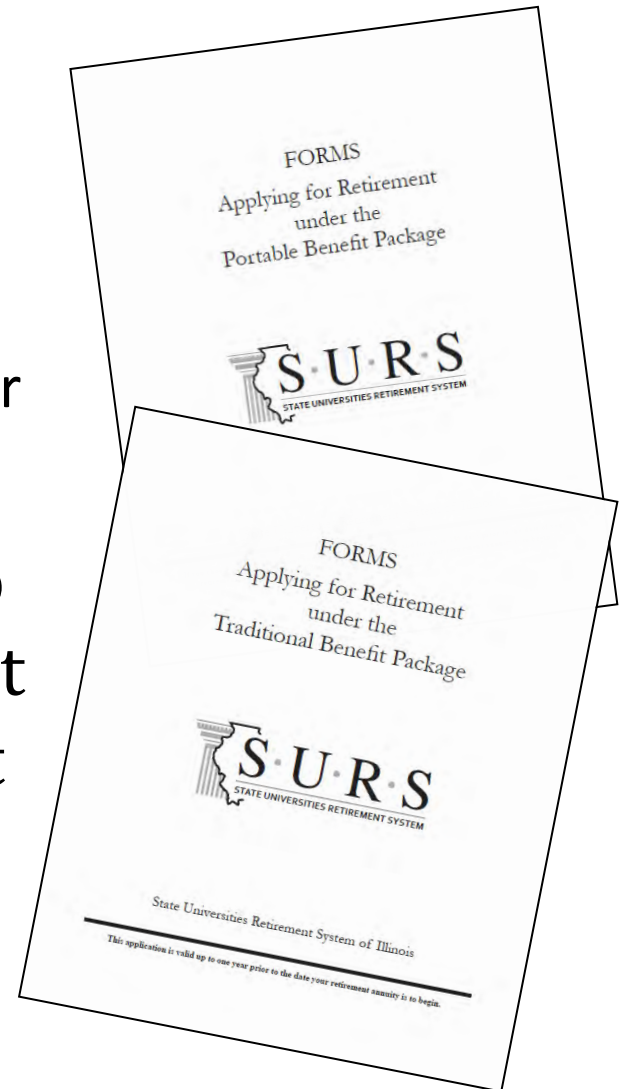 FORMS
Applying for Retirement
under the
Portable Benefit Package
S·U·R·S
STATE UNIVERSITIES RETIREMENT SYSTEM
r
t
t
FORMS
Applying for Retirement
under the
Traditional Benefit Package
S·U·R·S
STATE UNIVERSITIES RETIREMENT SYSTEM
State Universities Retirement System of Illinois
This application is valid up to one year prior to the date your retirement annuity is to begin.